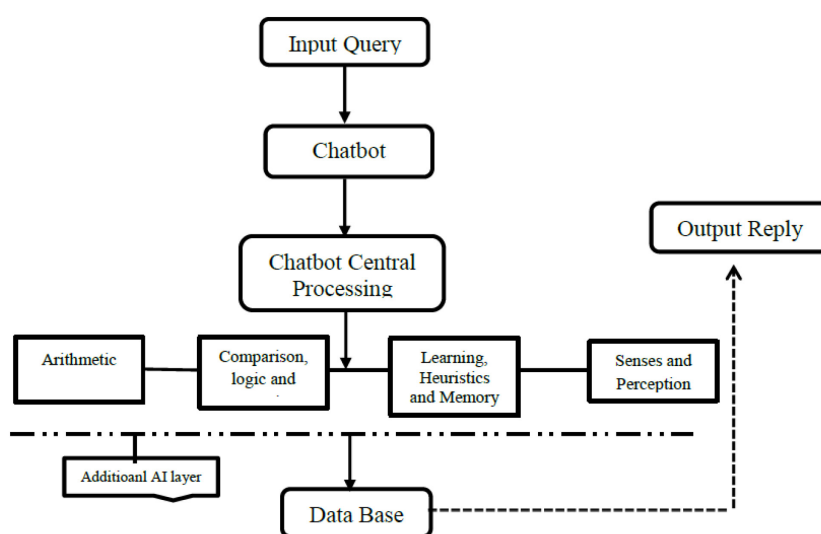 Input Query
Chatbot
Output Reply
Chatbot Central
Processing
Arithmetic
Comparison,
logic and
Learning,
Heuristics
and Memory
Senses and
Perception
Additioanl AI layer
Data Base